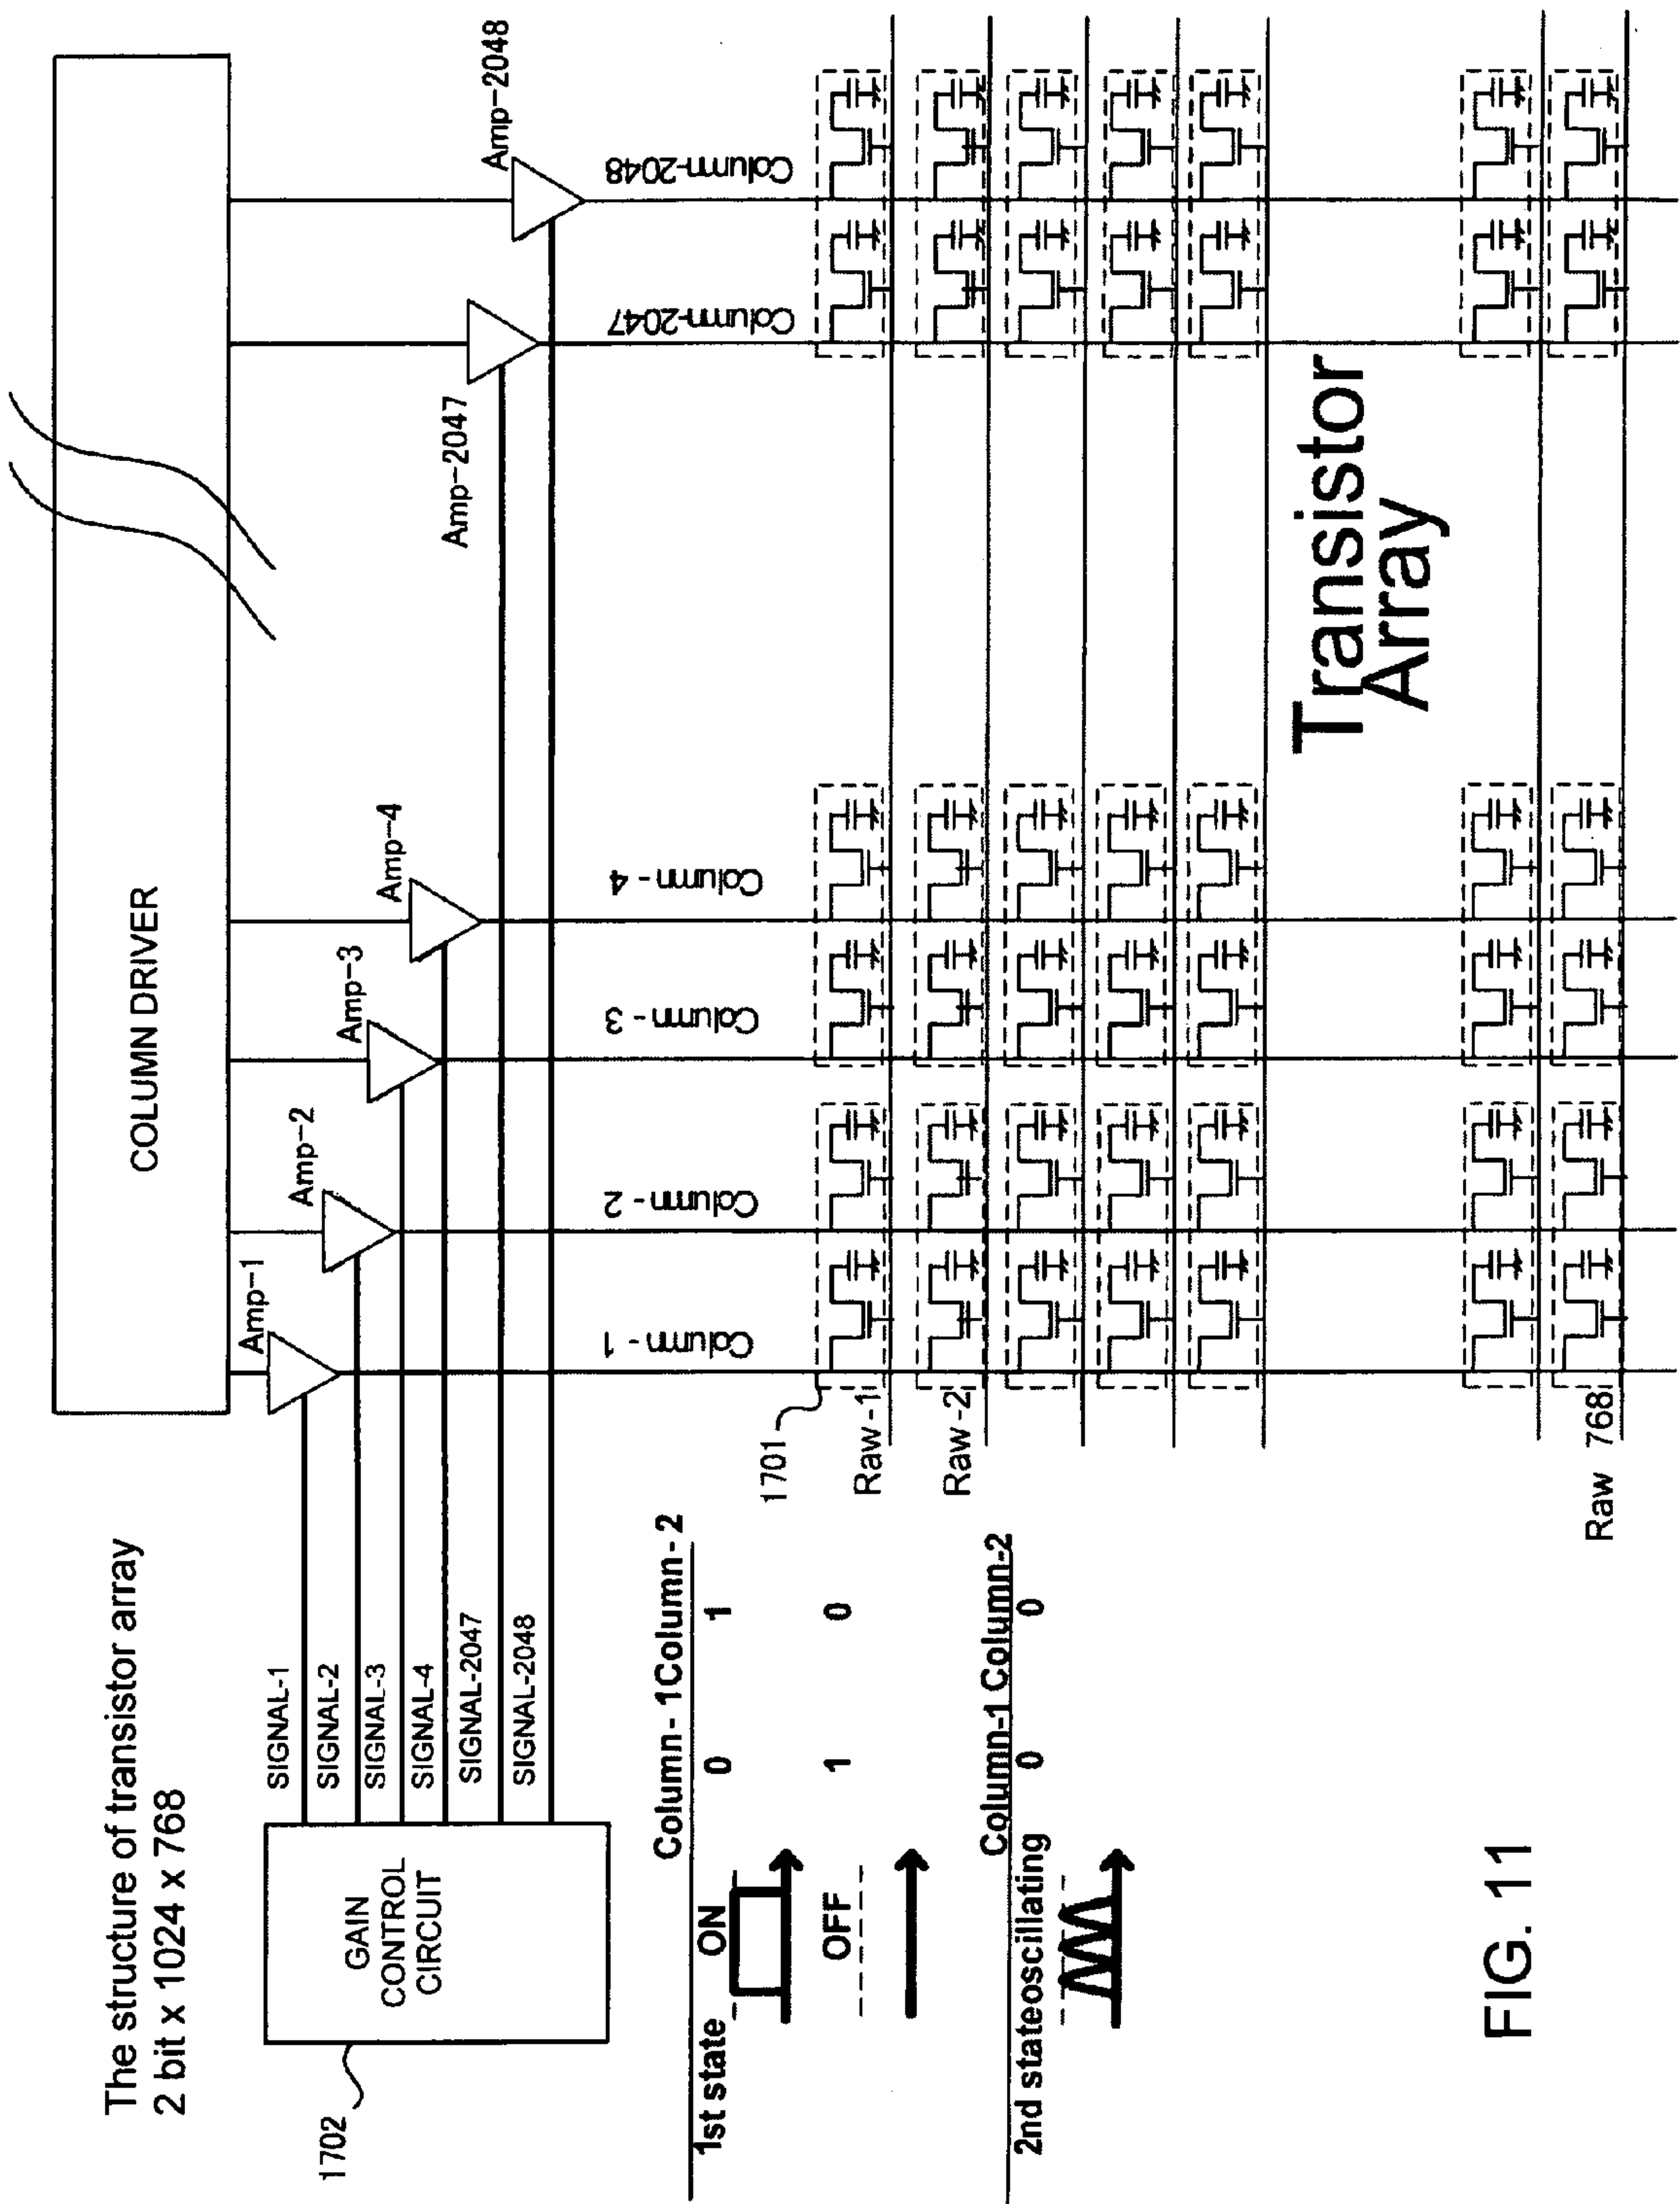 The structure of transistor array
2 bit x 1024 x 768
COLUMN DRIVER
1702
GAIN
CONTROL
CIRCUIT
SIGNAL-1
SIGNAL-2
SIGNAL-3
SIGNAL-4
SIGNAL-2047
SIGNAL-2048
Amp-1
Amp-2
Amp-3
Amp-4
Amp-2047
Amp-2048
Column - 1
Column - 2
Column - 3
Column - 4
Column-2047
Column-2048
Column- 1Column- 2
1st state ON 0 1
OFF 1 0
Column-1 Column-2
2nd stateoscillating 0 0
1701
Raw -1
Raw -2
Raw 768
Transistor
Array
FIG. 11